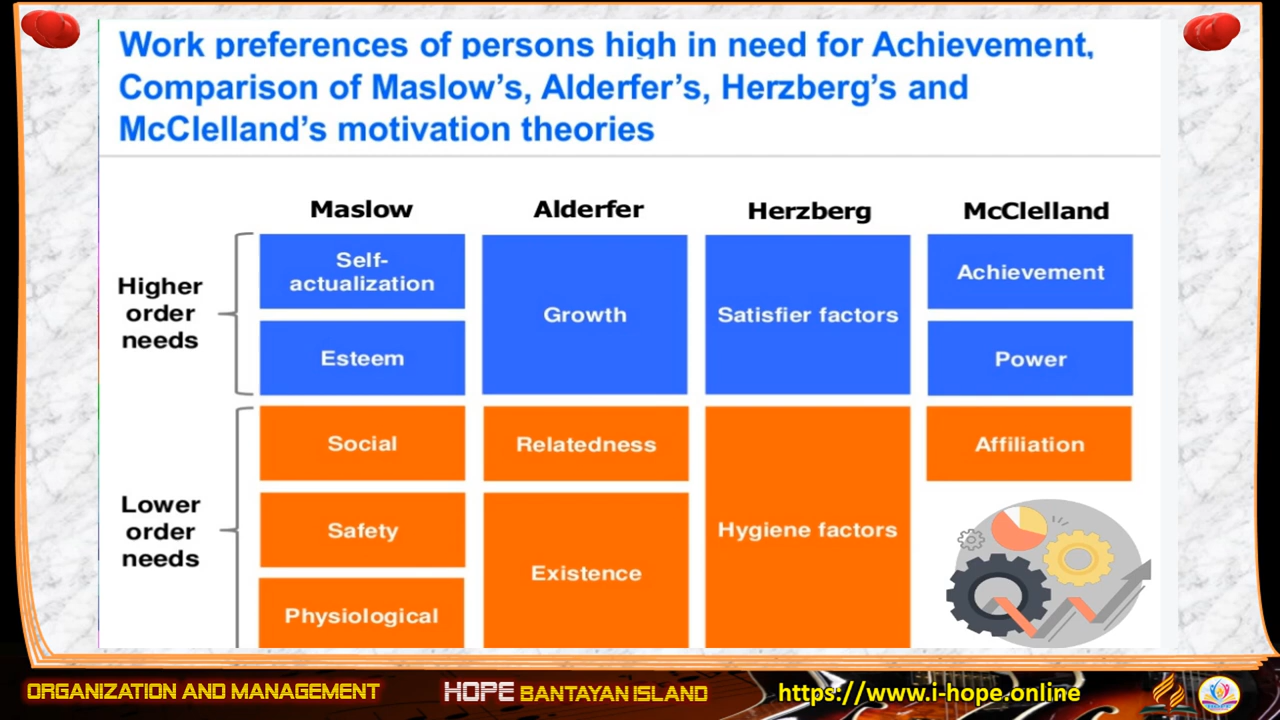 Work preferences of persons high in need for Achievement,
Comparison of Maslow's, Alderfer's, Herzberg's and
McClelland's motivation theories
Maslow
Alderfer
Herzberg
McClelland
Higher
order
needs
Self-
actualization
Esteem
Growth
Satisfier factors
Achievement
Power
Lower
order
needs
Social
Safety
Physiological
Relatedness
Existence
Hygiene factors
Affiliation
ORGANIZATION AND MANAGEMENT
HOPE BANTAYAN ISLAND
https://www.i-hope.online